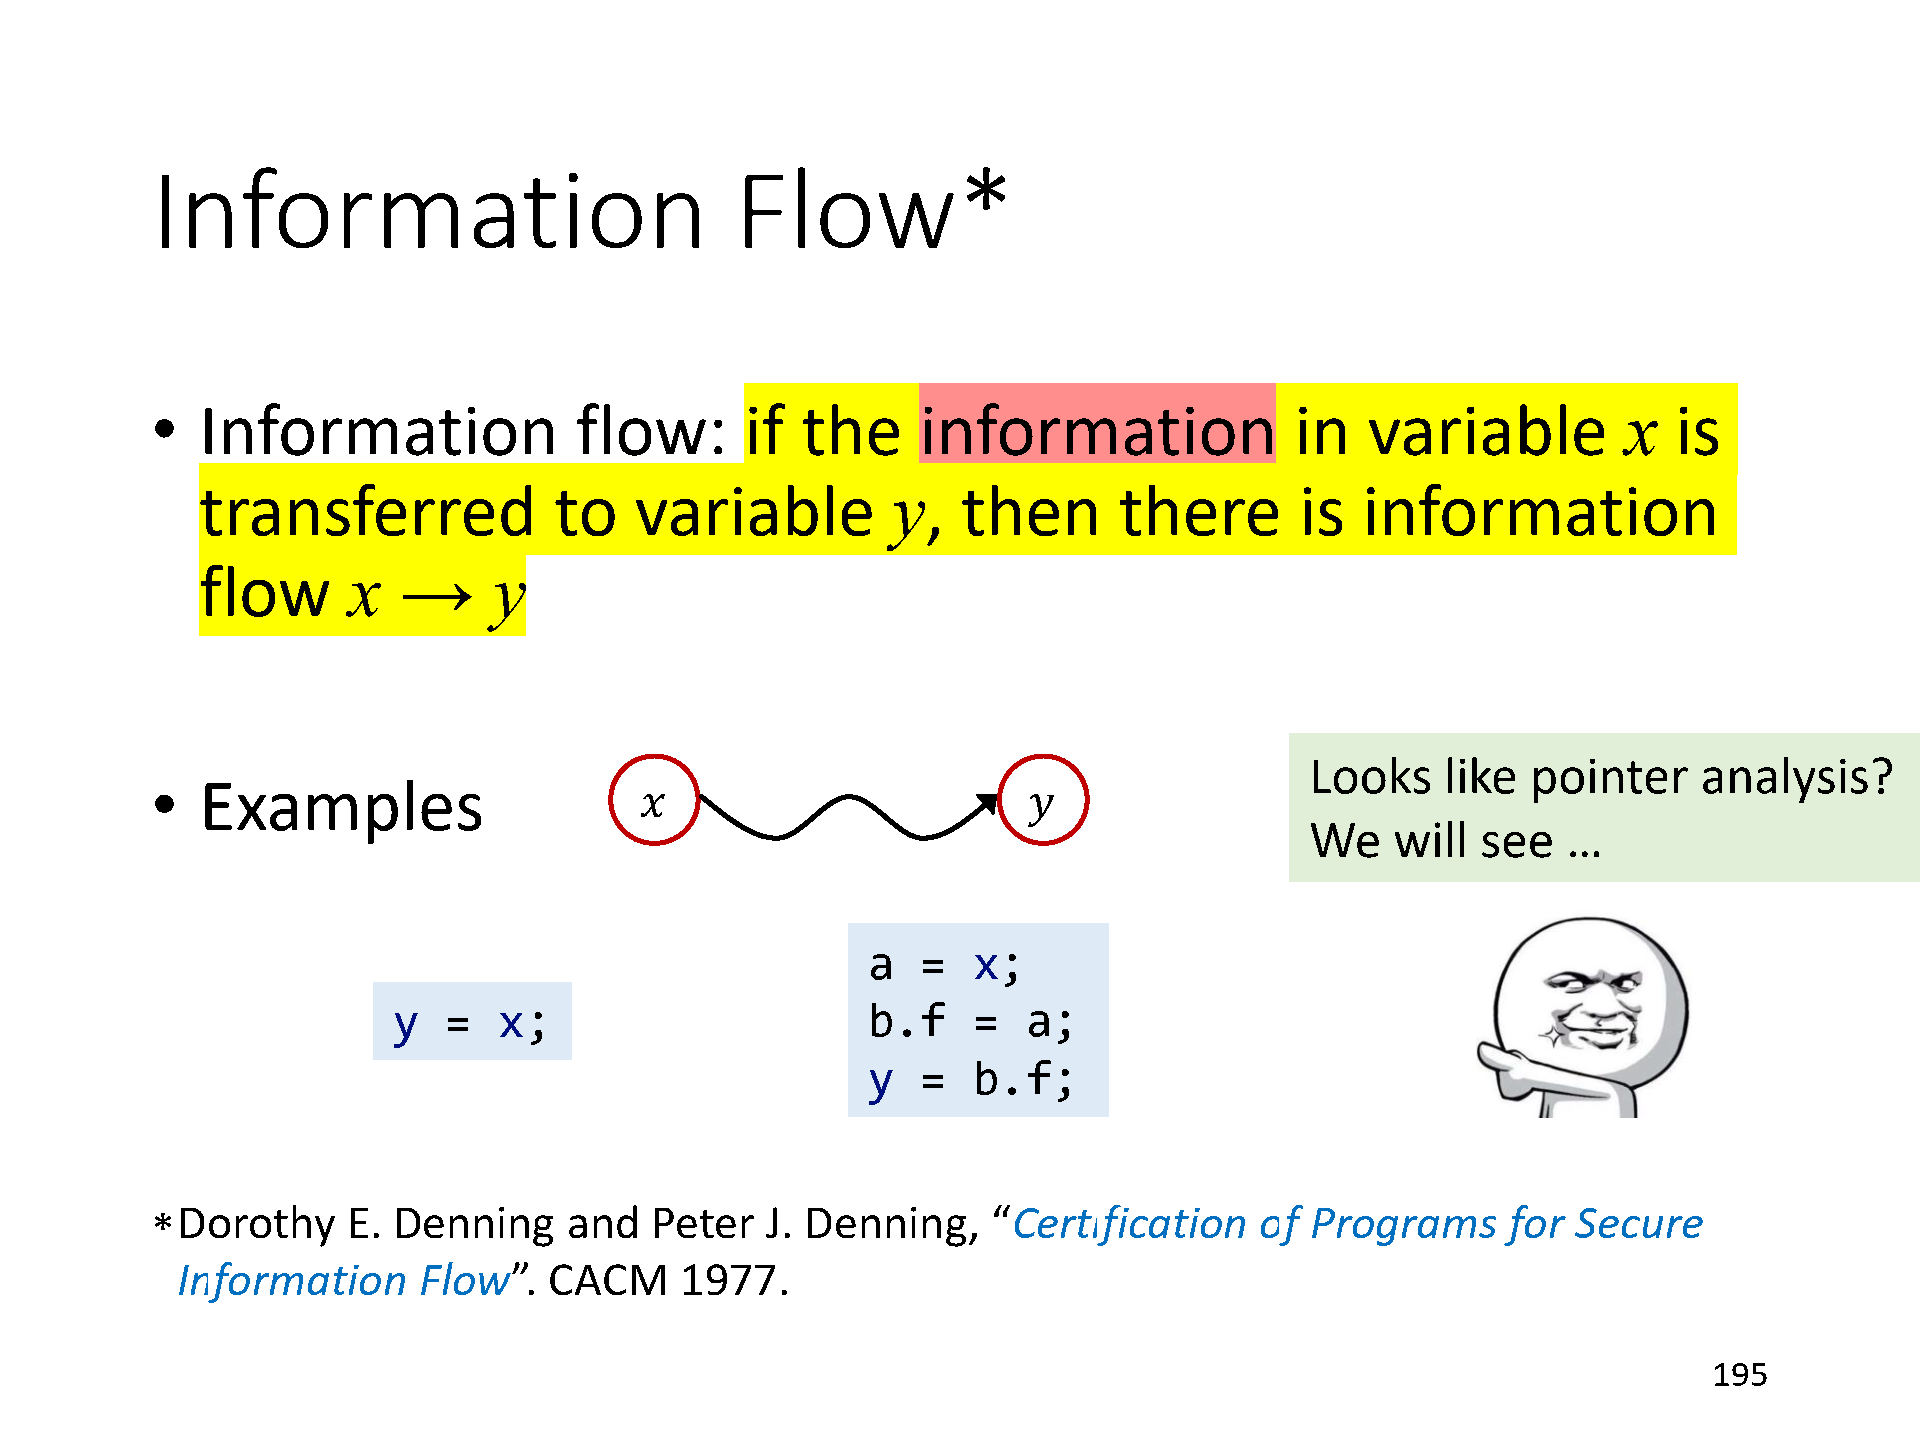 Information Flow*
• Information flow: if the information in variable x is
transferred to variable y, then there is information
flow x → y
• Examples
x
y
Looks like pointer analysis?
We will see …
y = x;
a = x;
b.f = a;
y = b.f;
*Dorothy E. Denning and Peter J. Denning, “Certification of Programs for Secure
Information Flow”. CACM 1977.
195